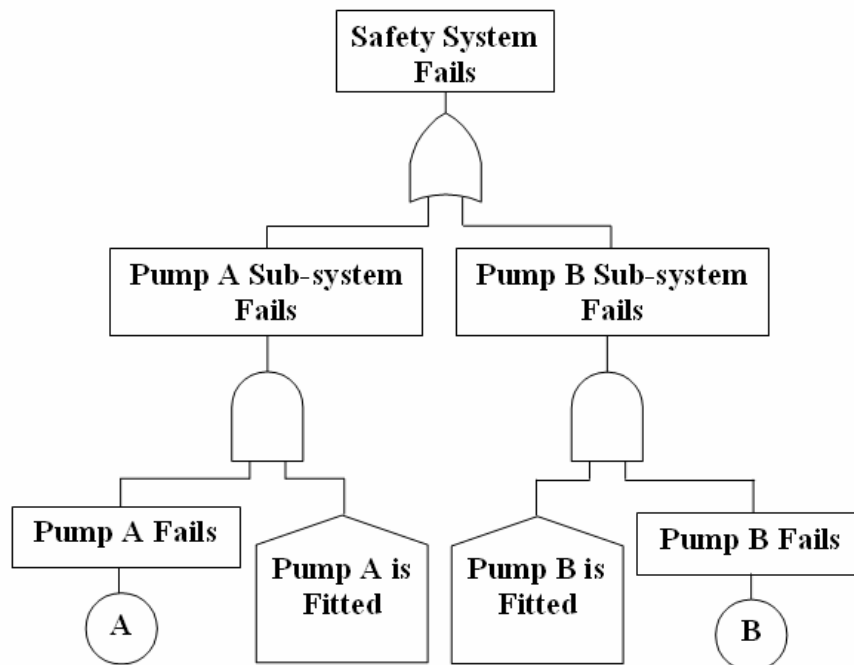 Safety System
Fails
Pump A Sub-system
Fails
Pump B Sub-system
Fails
Pump A Fails
Pump A is
Fitted
Pump B is
Fitted
Pump B Fails
A
B